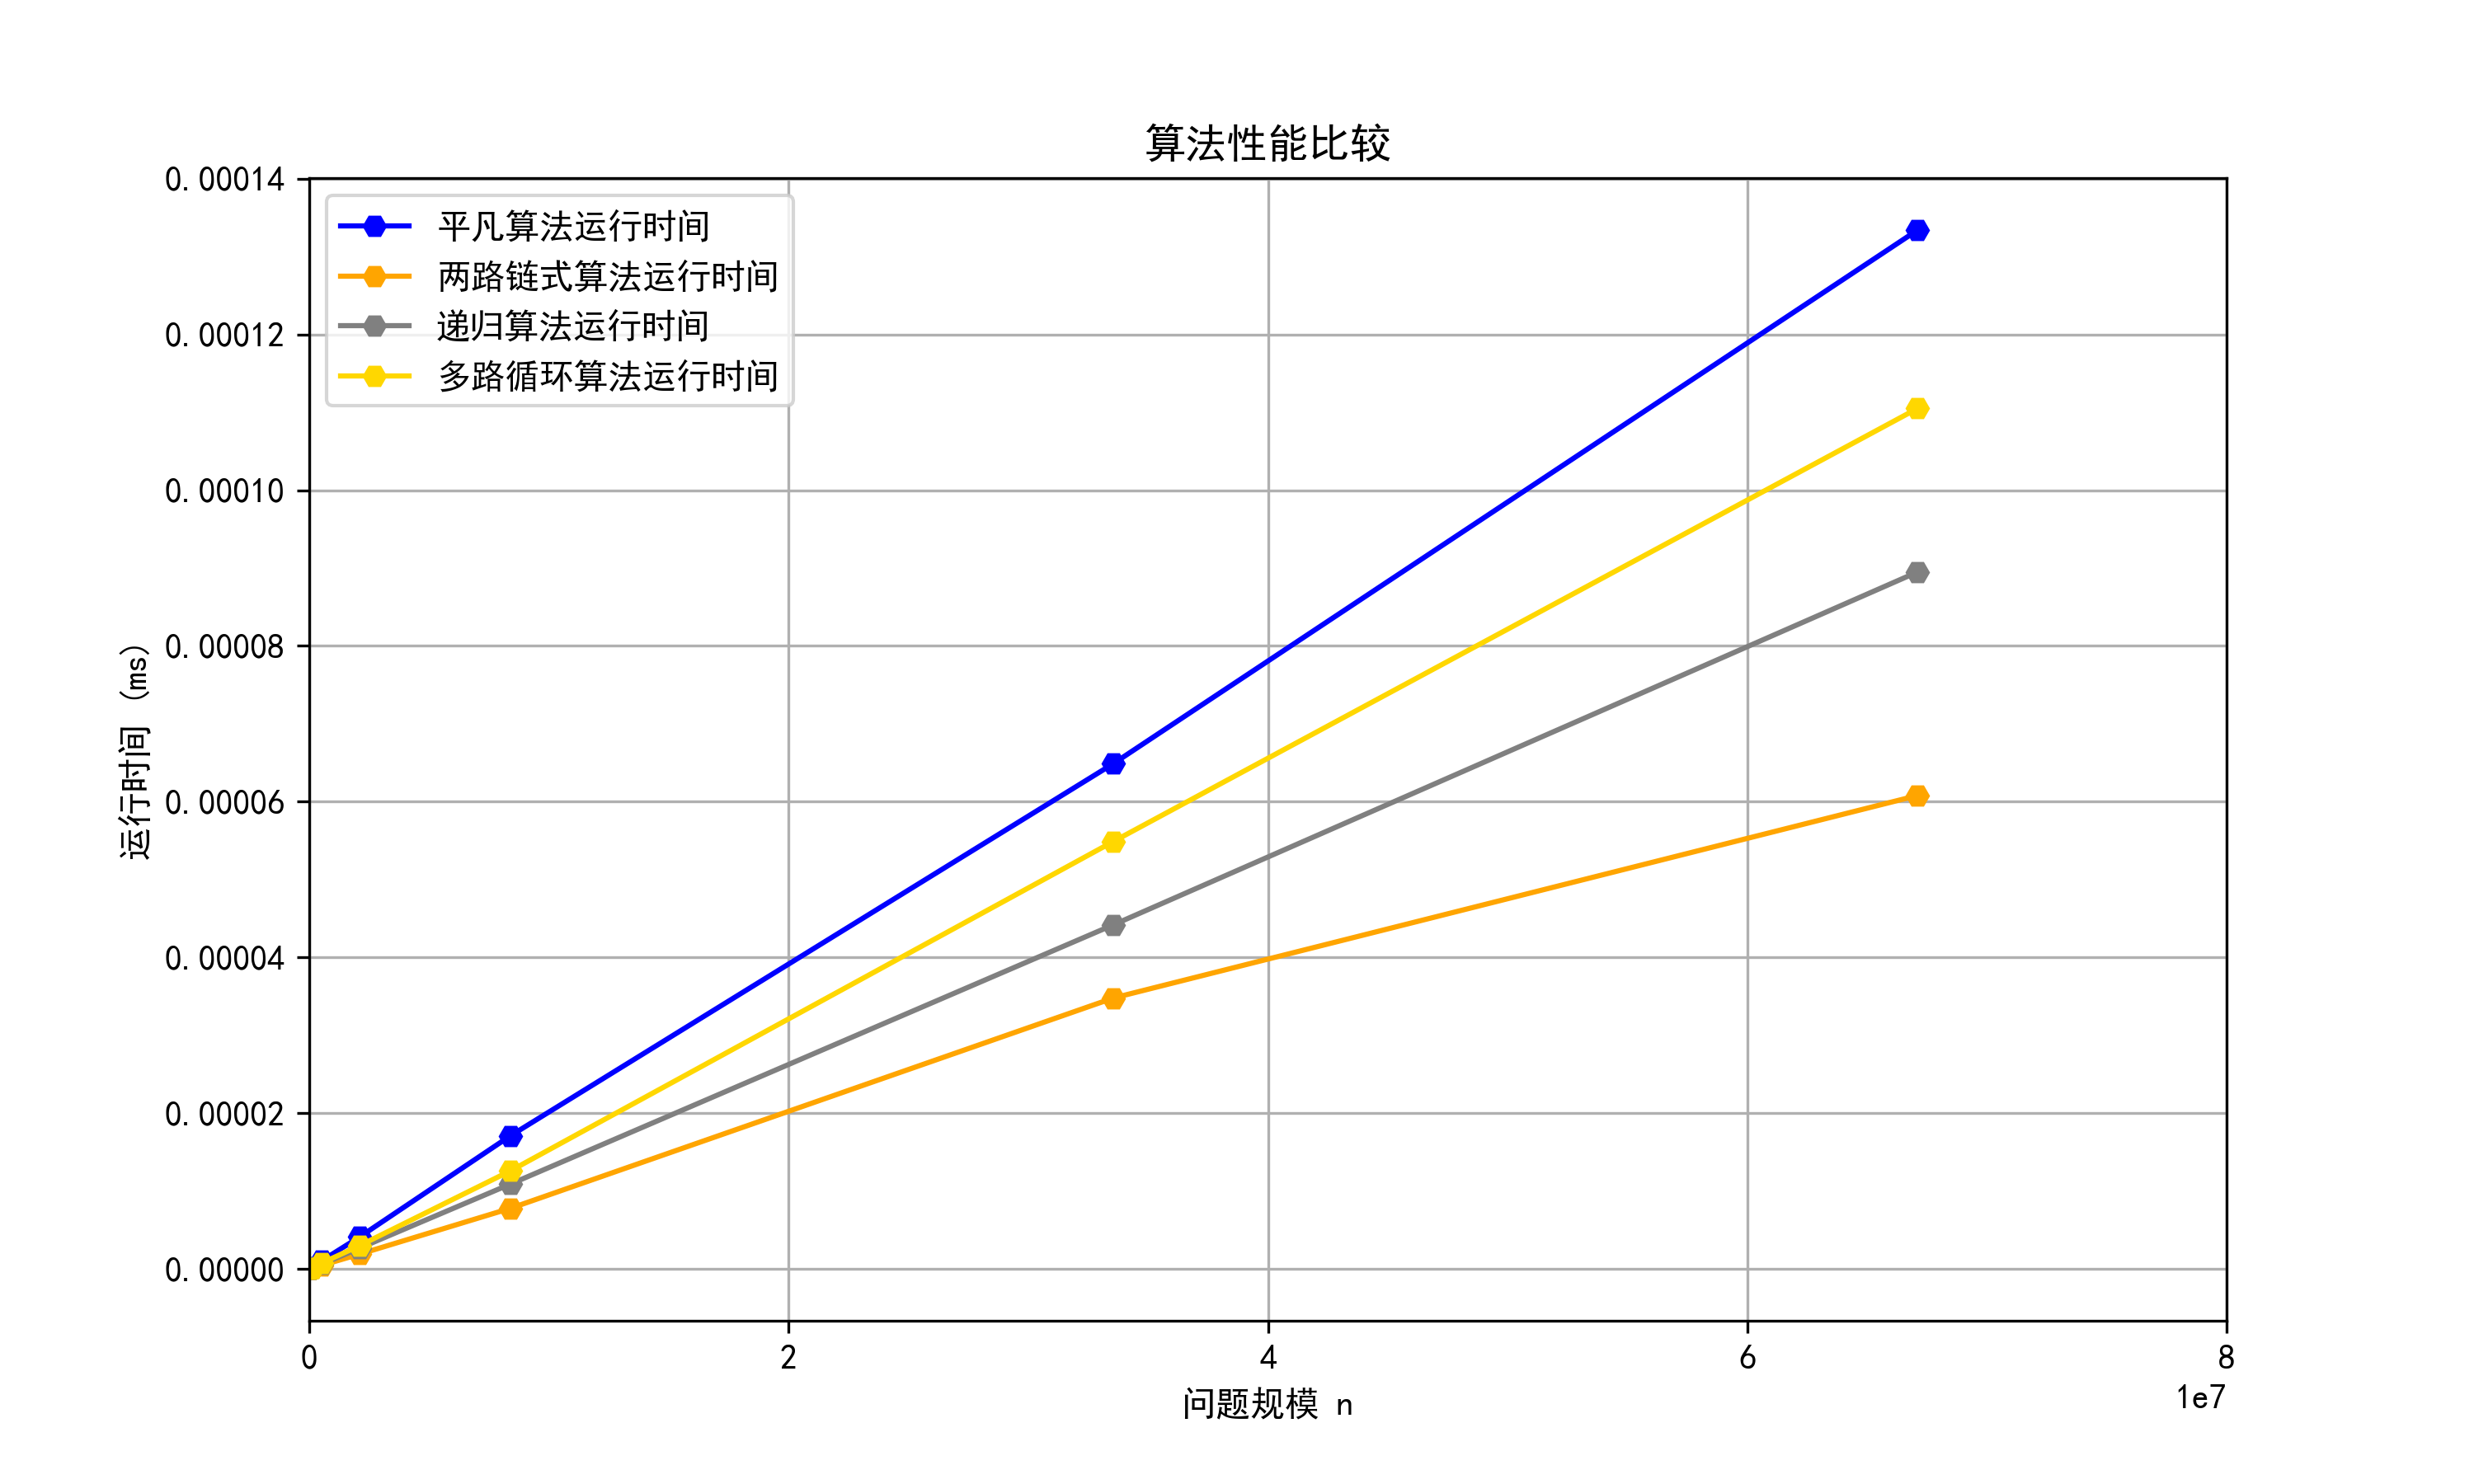 算法性能比较
0.00014
0.00012
0.00010
0.00008
0.00006
0.00004
0.00002
0.00000
运行时间 (ms)
平凡算法运行时间
两路链式算法运行时间
递归算法运行时间
多路循环算法运行时间
0 2 4 6 8
1e7
问题规模 n